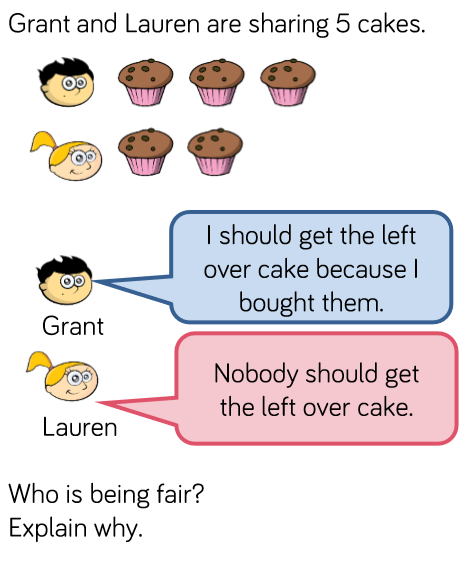 Grant and Lauren are sharing 5 cakes.
I should get the left
over cake because I
bought them.
Grant
Nobody should get
the left over cake.
Lauren
Who is being fair?
Explain why.